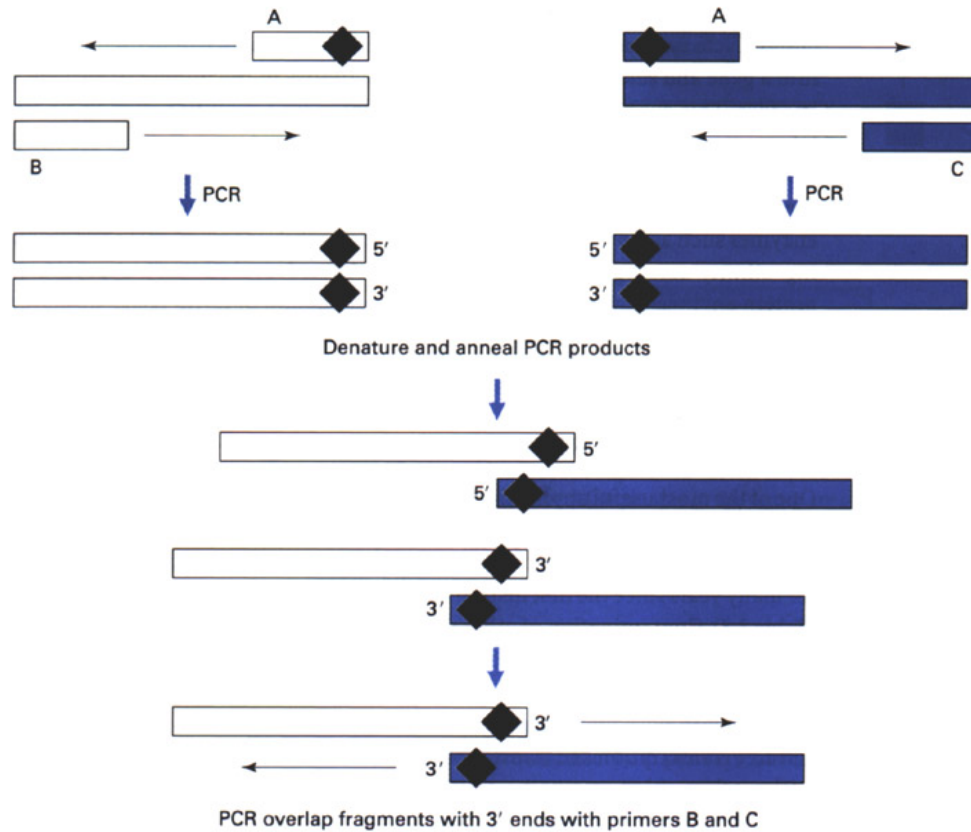 A
A
B
C
PCR
PCR
5′
5′
3′
3′
Denature and anneal PCR products
5′
5′
3′
3′
3′
3′
PCR overlap fragments with 3′ ends with primers B and C